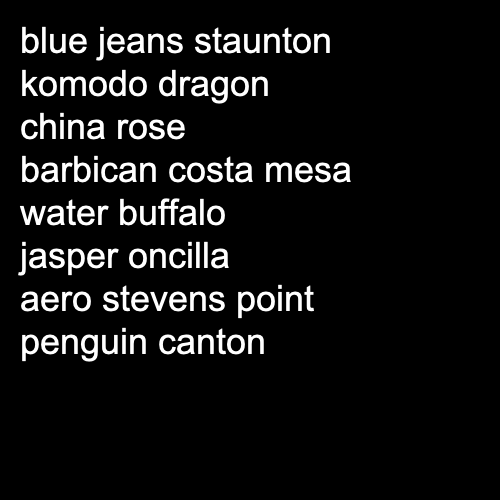 blue jeans staunton
komodo dragon
china rose
barbican costa mesa
water buffalo
jasper oncilla
aero stevens point
penguin canton